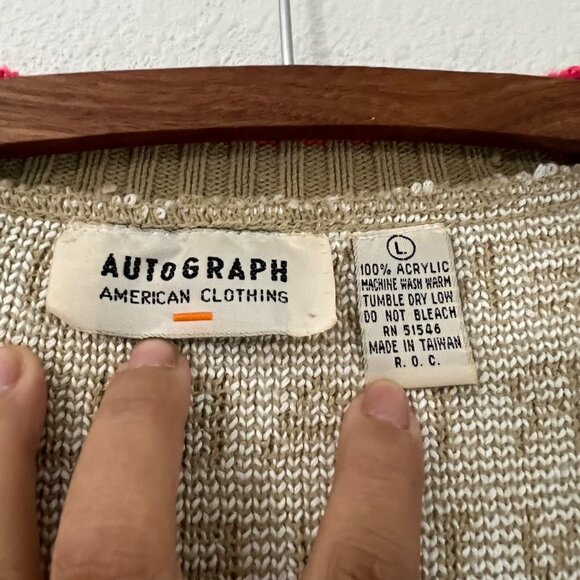 AUTOGRAPH
AMERICAN CLOTHING
L
100% ACRYLIC
MACHINE WASH WARM
TUMBLE DRY LOW
DO NOT BLEACH
RN 51546
MADE IN TAIWAN
R. O. C.